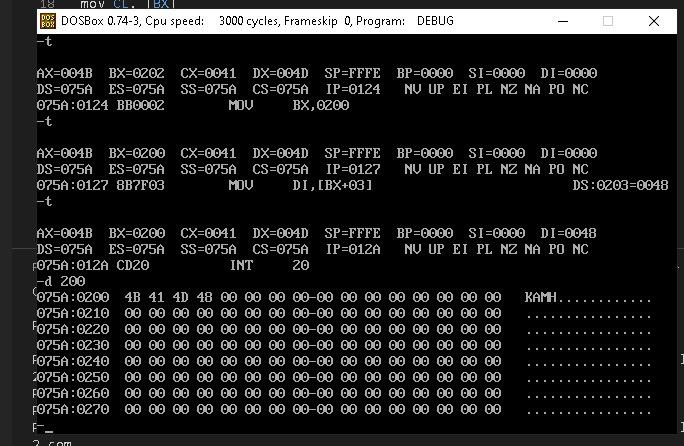 18 mov CL, [BX]
DOSBox 0.74-3, Cpu speed: 3000 cycles, Frameskip 0, Program: DEBUG
-t
AX=004B BX=0202 CX=0041 DX=004D SP=FFFE BP=0000 SI=0000 DI=0000
DS=075A ES=075A SS=075A CS=075A IP=0124 NV UP EI PL NZ NA PO NC
075A:0124 BB0002 MOV BX,0200
-t
AX=004B BX=0200 CX=0041 DX=004D SP=FFFE BP=0000 SI=0000 DI=0000
DS=075A ES=075A SS=075A CS=075A IP=0127 NV UP EI PL NZ NA PO NC
075A:0127 8B7F03 MOV DI,[BX+03] DS:0203=0048
-t
AX=004B BX=0200 CX=0041 DX=004D SP=FFFE BP=0000 SI=0000 DI=0048
DS=075A ES=075A SS=075A CS=075A IP=012A NV UP EI PL NZ NA PO NC
075A:012A CD20 INT 20
-d 200
075A:0200 4B 41 4D 48 00 00 00 00-00 00 00 00 00 00 00 00 KAMH............
075A:0210 00 00 00 00 00 00 00 00-00 00 00 00 00 00 00 00 ................
075A:0220 00 00 00 00 00 00 00 00-00 00 00 00 00 00 00 00 ................
075A:0230 00 00 00 00 00 00 00 00-00 00 00 00 00 00 00 00 ................
075A:0240 00 00 00 00 00 00 00 00-00 00 00 00 00 00 00 00 ................
075A:0250 00 00 00 00 00 00 00 00-00 00 00 00 00 00 00 00 ................
075A:0260 00 00 00 00 00 00 00 00-00 00 00 00 00 00 00 00 ................
075A:0270 00 00 00 00 00 00 00 00-00 00 00 00 00 00 00 00 ................
-_
2.com